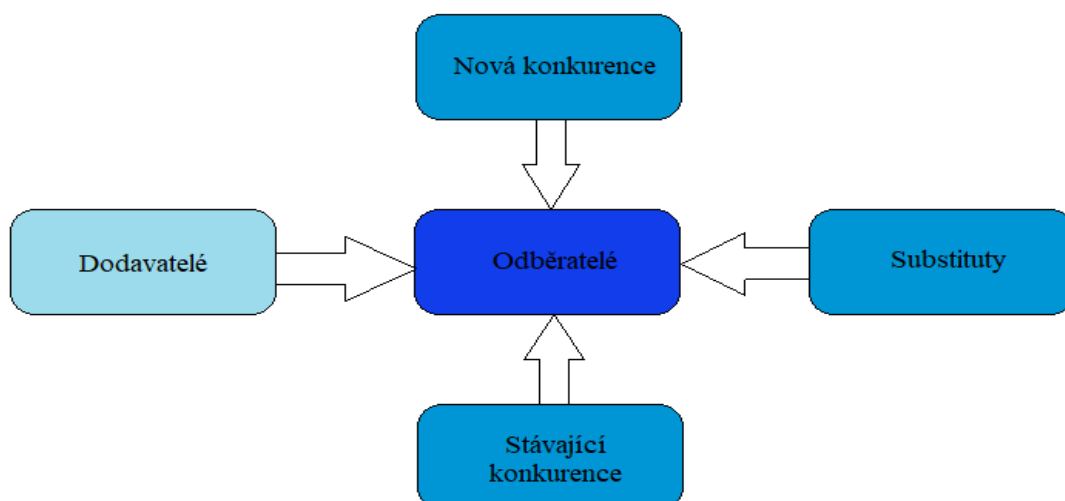 Nová konkurence
Dodavatelé
Odběratelé
Substituty
Stávající
konkurence